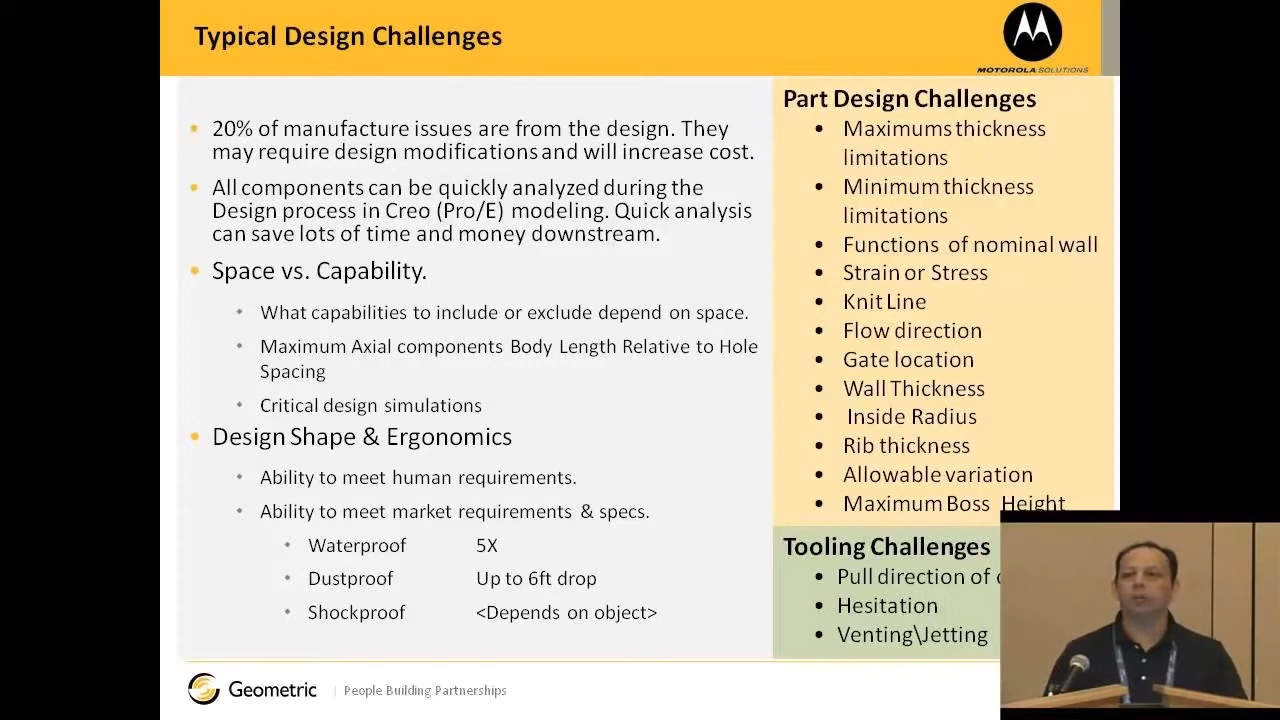 Typical Design Challenges
MOTOROLA SOLUTIONS
20% of manufacture issues are from the design. They
may require design modifications and will increase cost.
All components can be quickly analyzed during the
Design process in Creo (Pro/E) modeling. Quick analysis
can save lots of time and money downstream.
Space vs. Capability.
What capabilities to include or exclude depend on space.
Maximum Axial components Body Length Relative to Hole
Spacing
Critical design simulations
Design Shape & Ergonomics
Ability to meet human requirements.
Ability to meet market requirements & specs.
Waterproof 5X
Dustproof Up to 6ft drop
Shockproof <Depends on object>
Part Design Challenges
Maximums thickness
limitations
Minimum thickness
limitations
Functions of nominal wall
Strain or Stress
Knit Line
Flow direction
Gate location
Wall Thickness
Inside Radius
Rib thickness
Allowable variation
Maximum Boss Height
Tooling Challenges
Pull direction of
Hesitation
Venting\Jetting
Geometric | People Building Partnerships